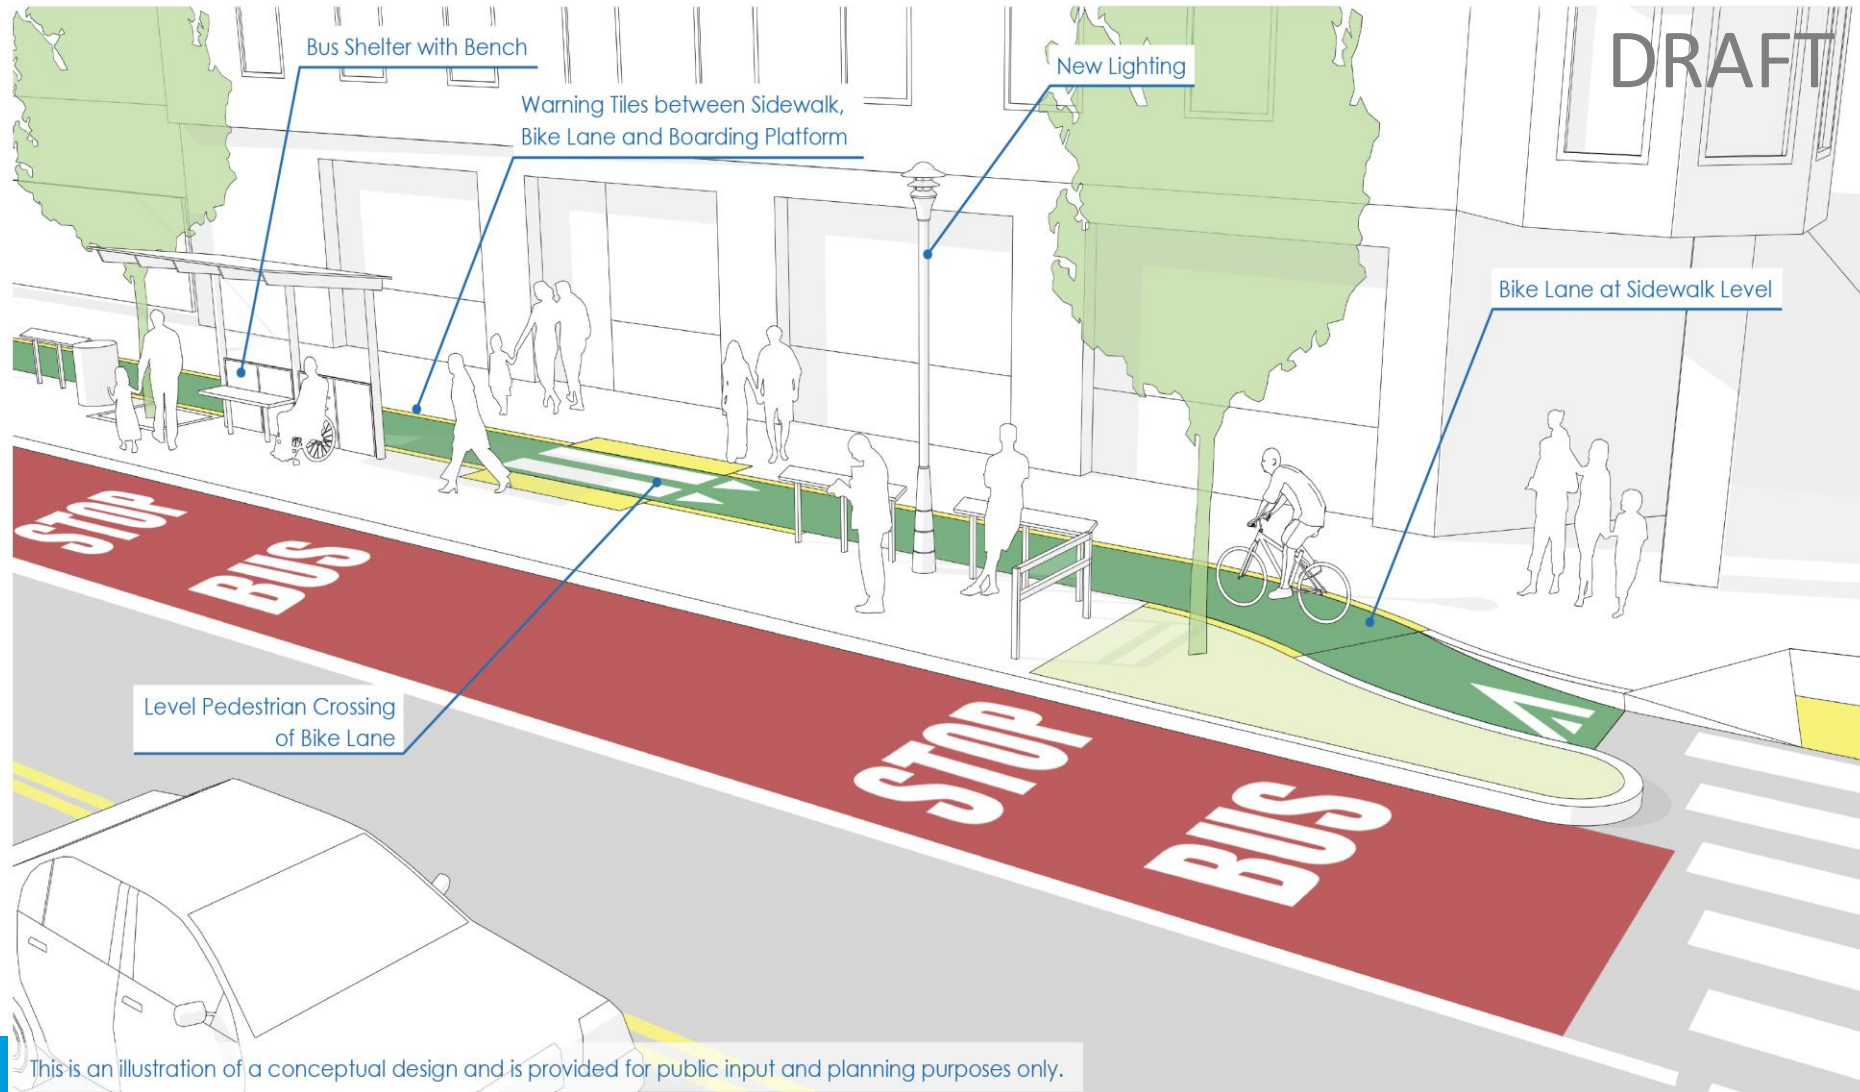 DRAFT
Bus Shelter with Bench
New Lighting
Warning Tiles between Sidewalk,
Bike Lane and Boarding Platform
Bike Lane at Sidewalk Level
STOP
BUS
Level Pedestrian Crossing
of Bike Lane
STOP
BUS
This is an illustration of a conceptual design and is provided for public input and planning purposes only.